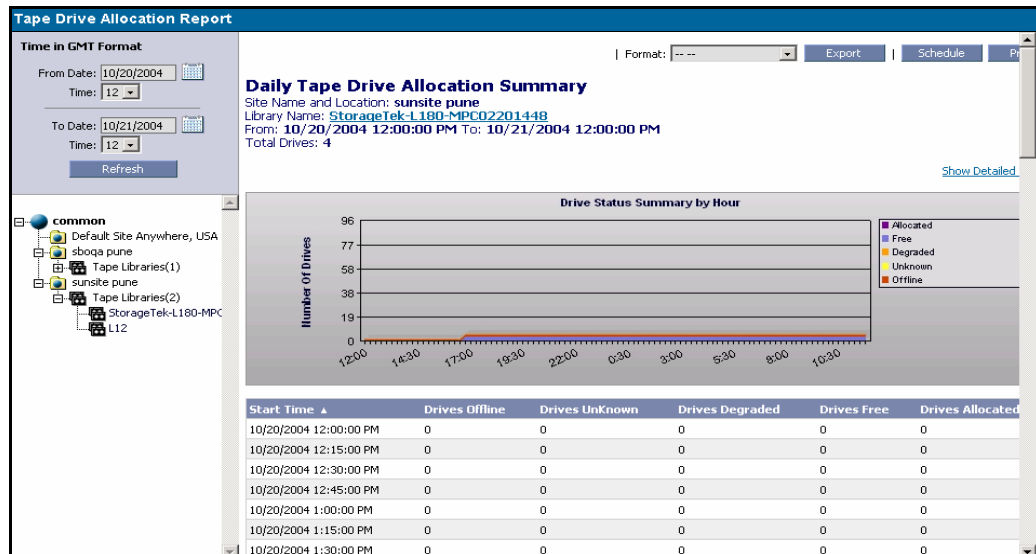 Tape Drive Allocation Report
Time in GMT Format
From Date: 10/20/2004
Time: 12
To Date: 10/21/2004
Time: 12
Refresh
common
Default Site Anywhere, USA
sboqa pune
Tape Libraries(1)
sunsite pune
Tape Libraries(2)
StorageTek-L180-MPC
L12
| Format: -- -- Export | Schedule Pr
Daily Tape Drive Allocation Summary
Site Name and Location: sunsite pune
Library Name: StorageTek-L180-MPC02201448
From: 10/20/2004 12:00:00 PM To: 10/21/2004 12:00:00 PM
Total Drives: 4
Show Detailed
Drive Status Summary by Hour
Number Of Drives
96
77
58
38
19
0
12:00 14:30 17:00 19:30 22:00 0:30 3:00 5:30 8:00 10:30
Allocated
Free
Degraded
Unknown
Offline
Start Time ▲ Drives Offline Drives UnKnown Drives Degraded Drives Free Drives Allocated
10/20/2004 12:00:00 PM 0 0 0 0 0
10/20/2004 12:15:00 PM 0 0 0 0 0
10/20/2004 12:30:00 PM 0 0 0 0 0
10/20/2004 12:45:00 PM 0 0 0 0 0
10/20/2004 1:00:00 PM 0 0 0 0 0
10/20/2004 1:15:00 PM 0 0 0 0 0
10/20/2004 1:30:00 PM 0 0 0 0 0